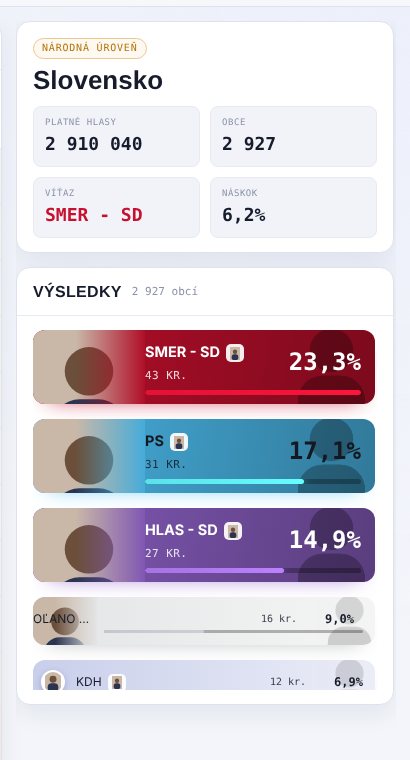 NÁRODNÁ ÚROVEŇ
Slovensko
PLATNÉ HLASY
2 910 040
OBCE
2 927
VÍŤAZ
SMER - SD
NÁSKOK
6,2%
VÝSLEDKY 2 927 obcí
SMER - SD
43 KR.
23,3%
PS
31 KR.
17,1%
HLAS - SD
27 KR.
14,9%
OĽANO ... 16 kr. 9,0%
KDH 12 kr. 6,9%